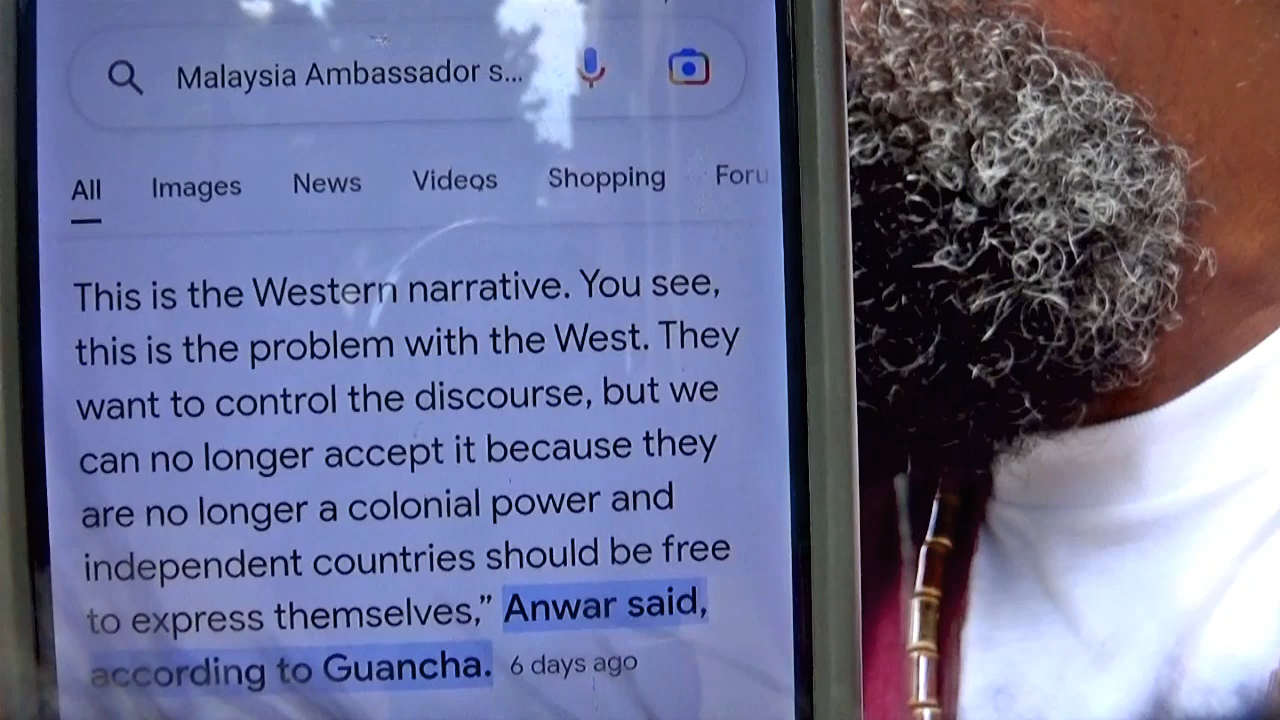 Malaysia Ambassador s...
All Images News Videos Shopping Foru
This is the Western narrative. You see,
this is the problem with the West. They
want to control the discourse, but we
can no longer accept it because they
are no longer a colonial power and
independent countries should be free
to express themselves,” Anwar said,
according to Guancha. 6 days ago